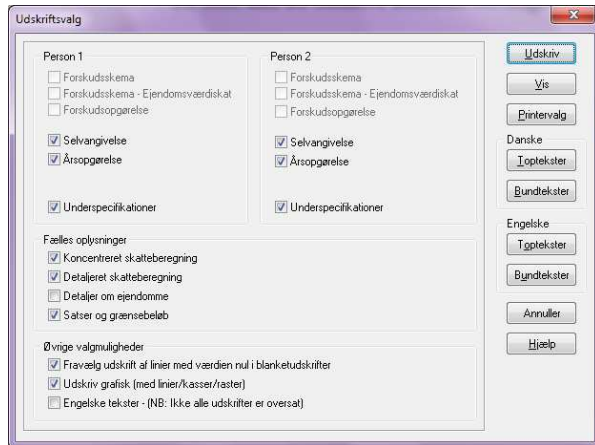 Udskriftsvalg
Person 1
Forskudsskema
Forskudsskema - Ejendomsværdiskat
Forskudsopgørelse
Selvangivelse
Årsopgørelse
Underspecifikationer
Person 2
Forskudsskema
Forskudsskema - Ejendomsværdiskat
Forskudsopgørelse
Selvangivelse
Årsopgørelse
Underspecifikationer
Fælles oplysninger
Koncentreret skatteberegning
Detaljeret skatteberegning
Detaljer om ejendomme
Satser og grænsebeløb
Øvrige valgmuligheder
Fravælg udskrift af linier med værdien nul i blanketudskrifter
Udskriv grafisk (med linier/kasser/raster)
Engelske tekster - (NB: Ikke alle udskrifter er oversat)
Udskriv
Vis
Printervalg
Danske
Toptekster
Bundtekster
Engelske
Toptekster
Bundtekster
Annuller
Hjælp